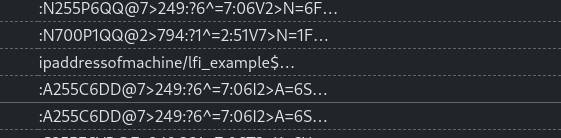 :N255P6QQ@7>249:?6^=7:06V2>N=6F...
:N700P1QQ@2>794:?1^=2:51V7>N=1F...
ipaddressofmachine/lfi_example$...
:A255C6DD@7>249:?6^=7:06I2>A=6S...
:A255C6DD@7>249:?6^=7:06I2>A=6S...